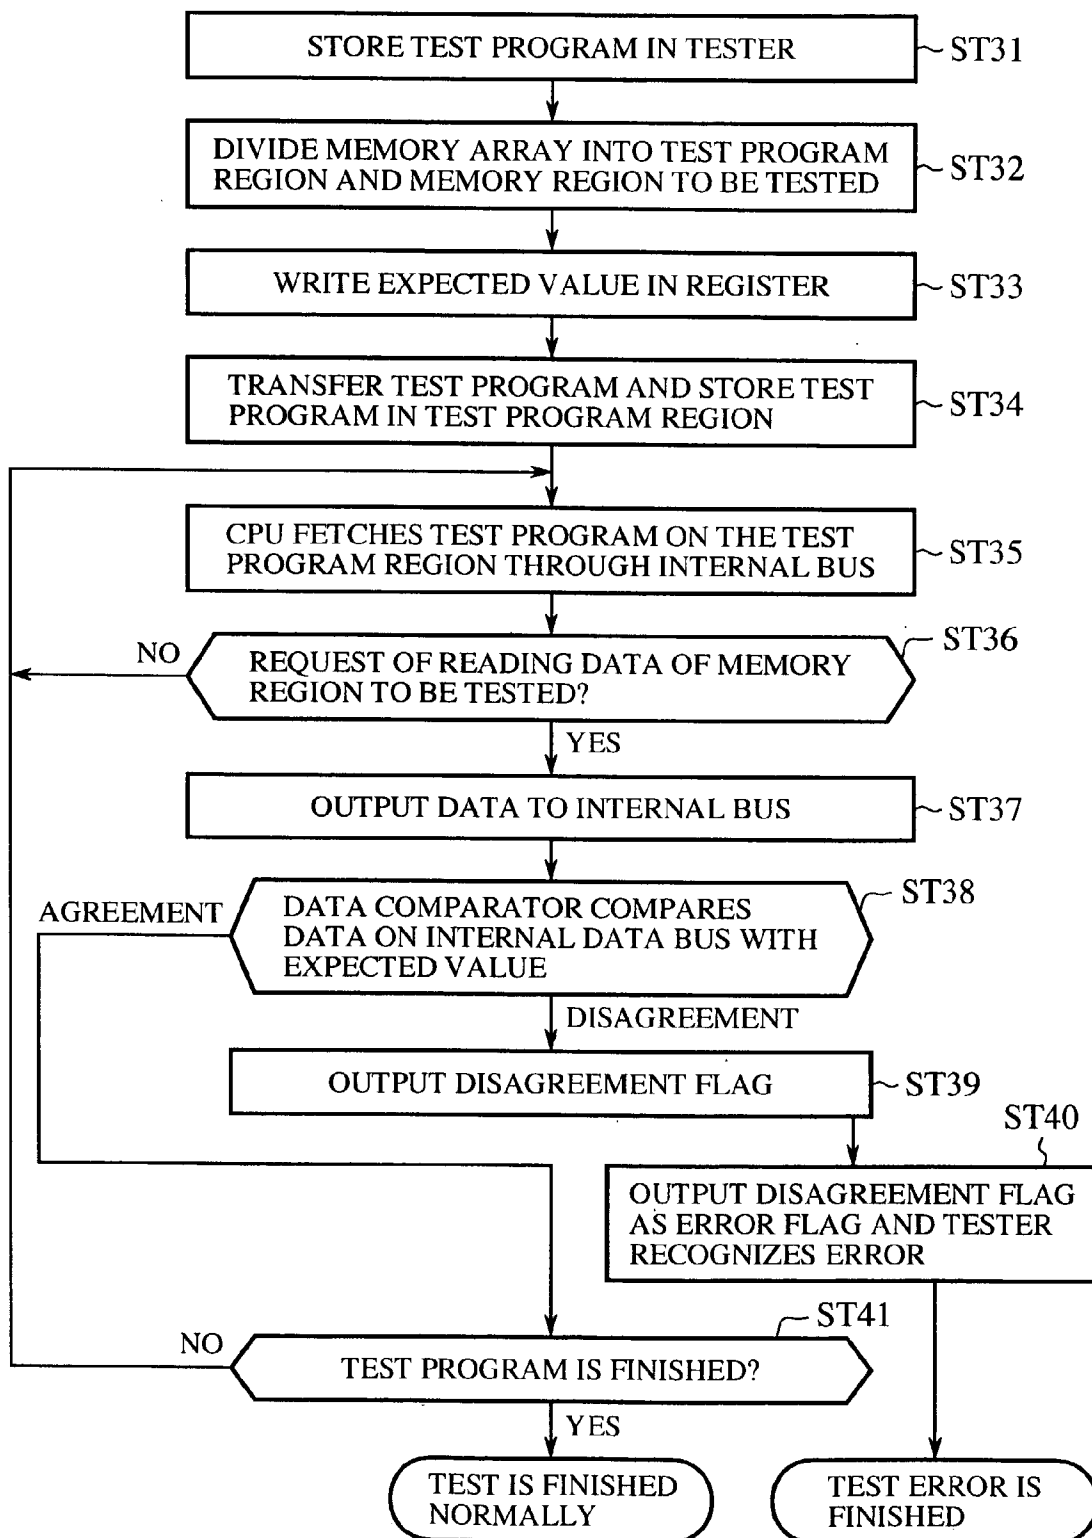 STORE TEST PROGRAM IN TESTER
ST31
DIVIDE MEMORY ARRAY INTO TEST PROGRAM
REGION AND MEMORY REGION TO BE TESTED
ST32
WRITE EXPECTED VALUE IN REGISTER
ST33
TRANSFER TEST PROGRAM AND STORE TEST
PROGRAM IN TEST PROGRAM REGION
ST34
CPU FETCHES TEST PROGRAM ON THE TEST
PROGRAM REGION THROUGH INTERNAL BUS
ST35
NO
REQUEST OF READING DATA OF MEMORY
REGION TO BE TESTED?
ST36
YES
OUTPUT DATA TO INTERNAL BUS
ST37
AGREEMENT
DATA COMPARATOR COMPARES
DATA ON INTERNAL DATA BUS WITH
EXPECTED VALUE
ST38
DISAGREEMENT
OUTPUT DISAGREEMENT FLAG
ST39
ST40
OUTPUT DISAGREEMENT FLAG
AS ERROR FLAG AND TESTER
RECOGNIZES ERROR
NO
TEST PROGRAM IS FINISHED?
ST41
YES
TEST IS FINISHED
NORMALLY
TEST ERROR IS
FINISHED